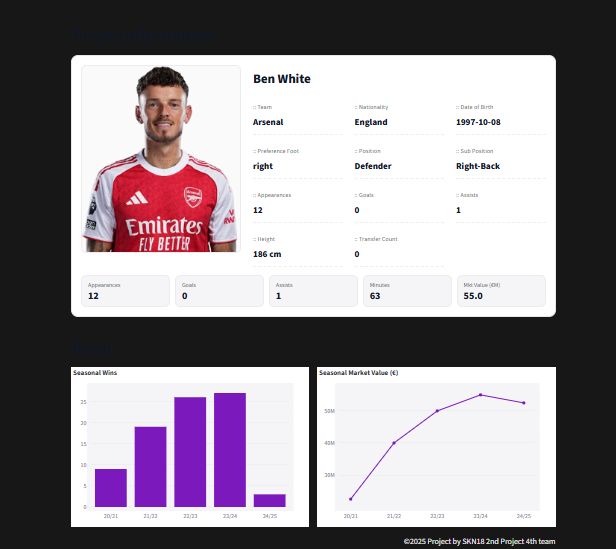 Ben White
:: Team
:: Nationality
:: Date of Birth
Arsenal
England
1997-10-08
:: Preference Foot
:: Position
:: Sub Position
right
Defender
Right-Back
:: Appearances
:: Goals
:: Assists
12
0
1
:: Height
:: Transfer Count
186 cm
0
Arsenal
Emirates
FLY BETTER
Appearances
Goals
Assists
Minutes
Mkt Value (€M)
12
0
1
63
55.0
Seasonal Wins
25
20
15
10
5
0
20/21
21/22
22/23
23/24
24/25
Seasonal Market Value (€)
50M
40M
30M
20/21
21/22
22/23
23/24
24/25
©2025 Project by SKN18 2nd Project 4th team